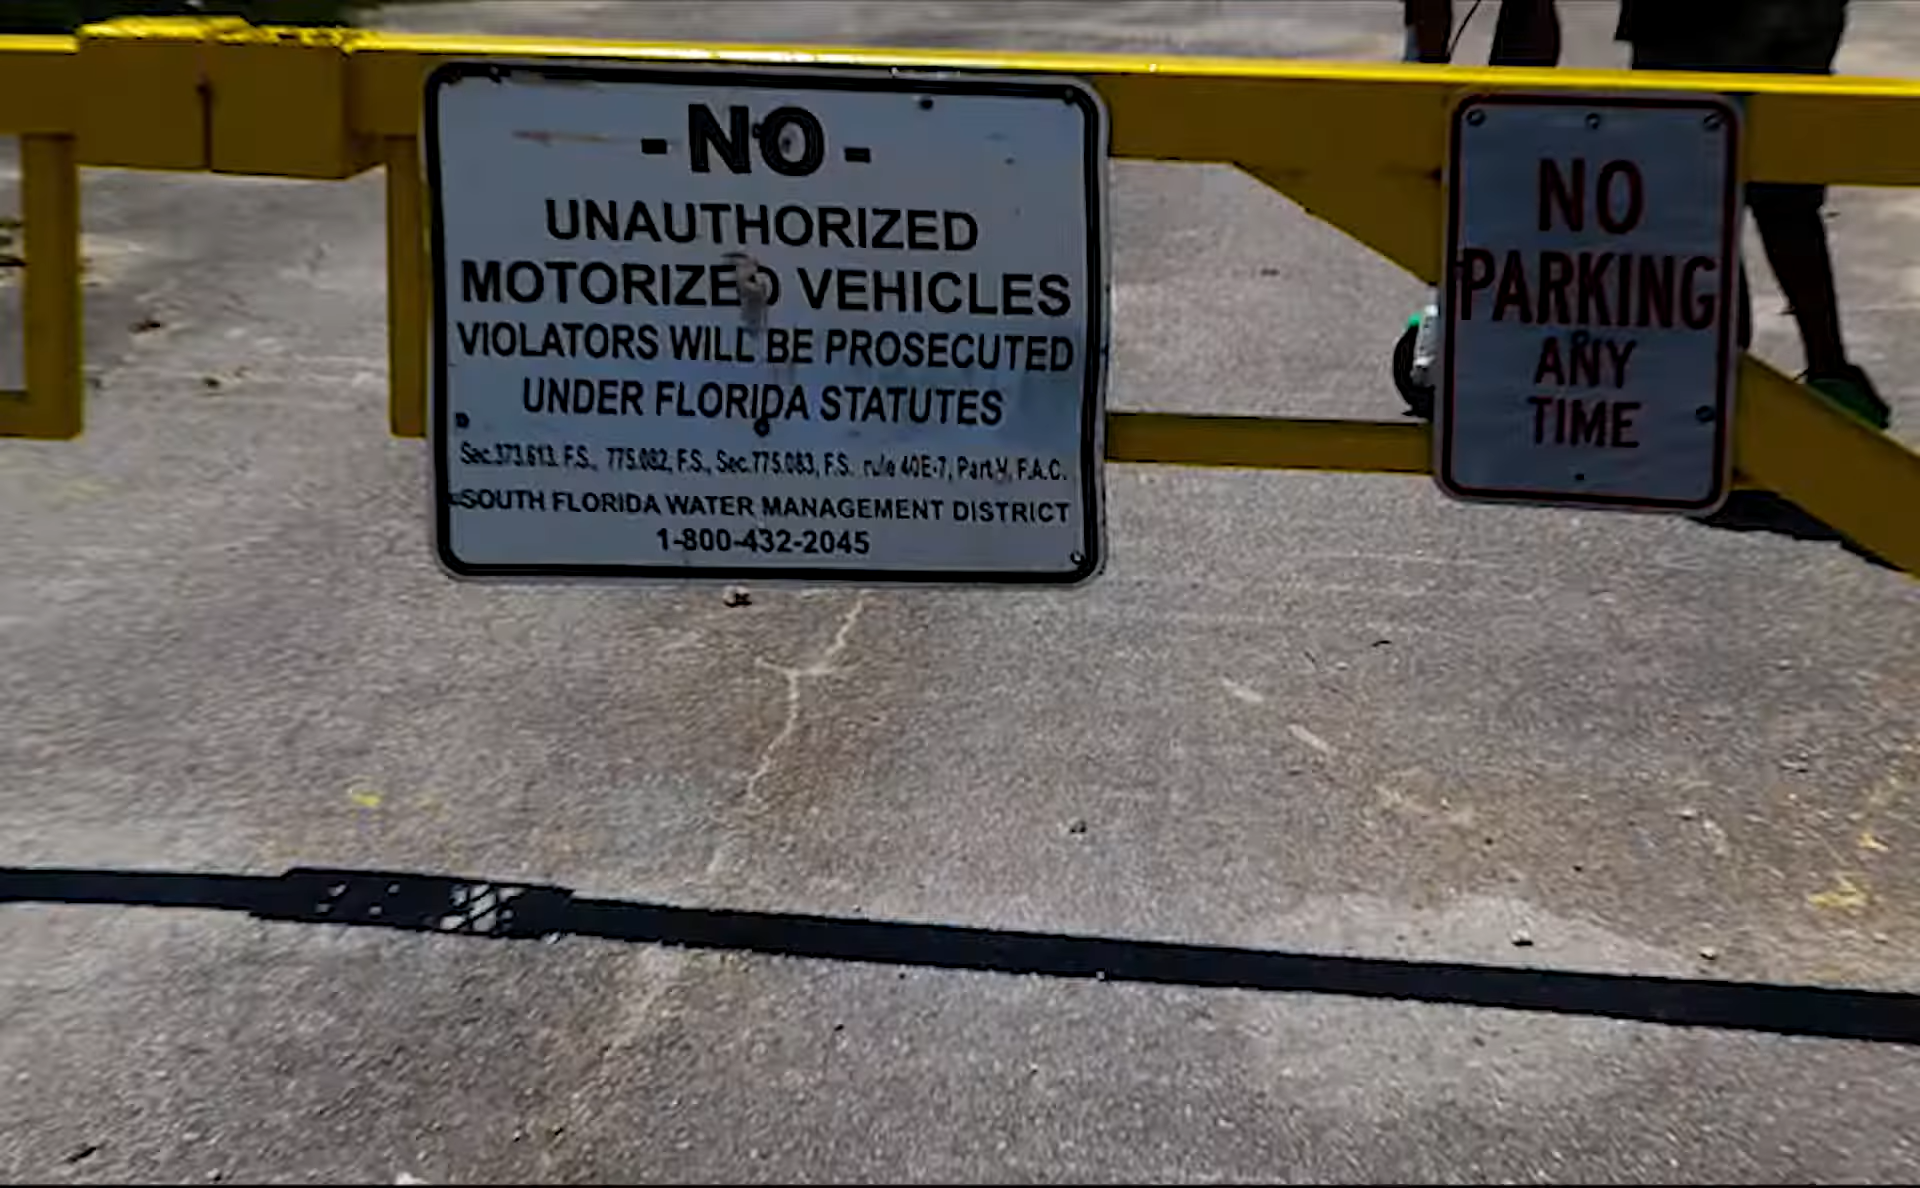 - NO -
UNAUTHORIZED
MOTORIZED VEHICLES
VIOLATORS WILL BE PROSECUTED
UNDER FLORIDA STATUTES
Sec.373.613. F.S., 775.082, F.S., Sec.775.083, F.S. rule 40E-7, Part V, F.A.C.
SOUTH FLORIDA WATER MANAGEMENT DISTRICT
1-800-432-2045
NO
PARKING
ANY
TIME